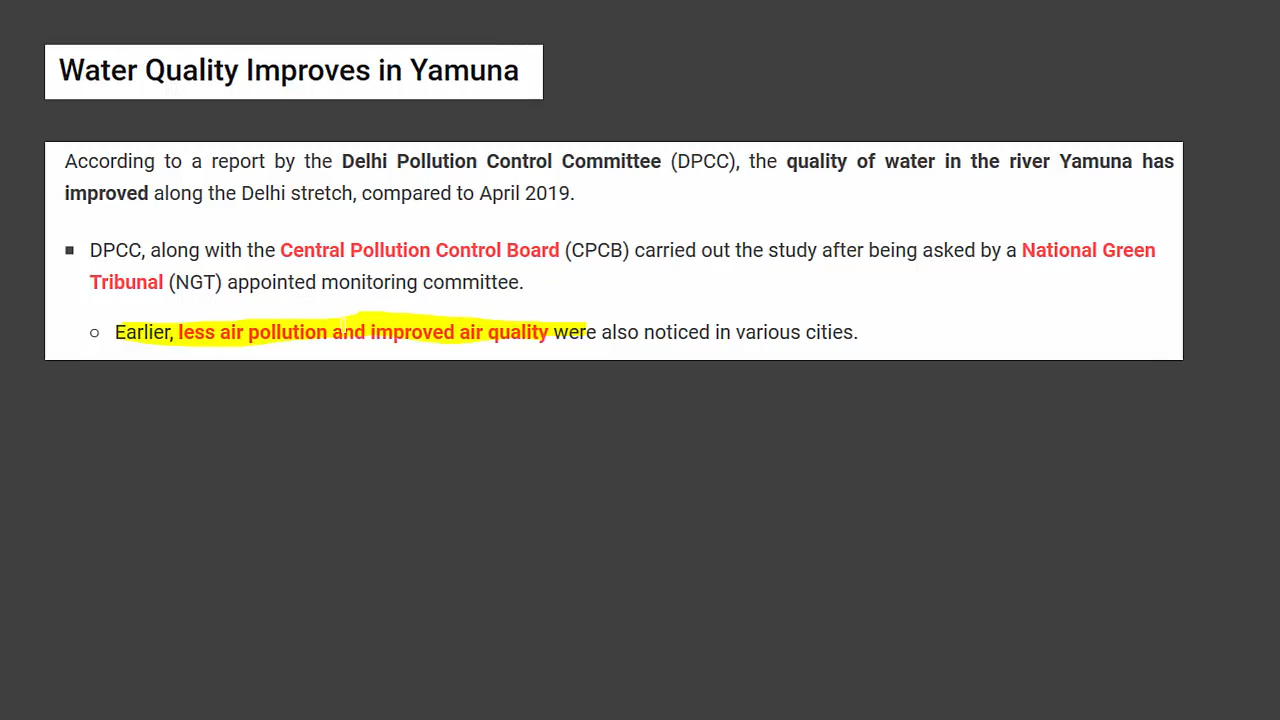 Water Quality Improves in Yamuna
According to a report by the Delhi Pollution Control Committee (DPCC), the quality of water in the river Yamuna has
improved along the Delhi stretch, compared to April 2019.
DPCC, along with the Central Pollution Control Board (CPCB) carried out the study after being asked by a National Green
Tribunal (NGT) appointed monitoring committee.
Earlier, less air pollution and improved air quality were also noticed in various cities.